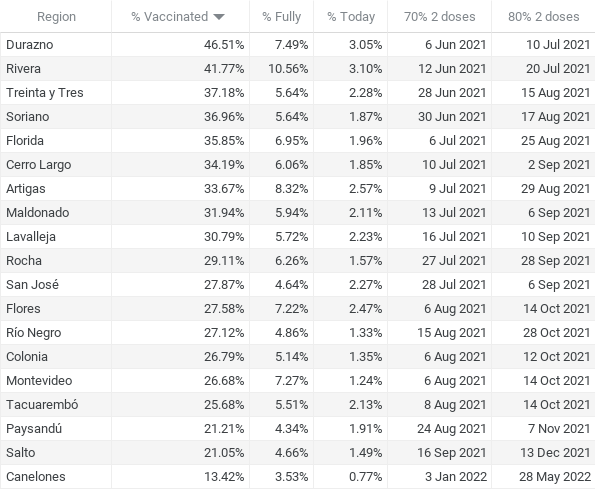 Region % Vaccinated % Fully % Today 70% 2 doses 80% 2 doses
Durazno 46.51% 7.49% 3.05% 6 Jun 2021 10 Jul 2021
Rivera 41.77% 10.56% 3.10% 12 Jun 2021 20 Jul 2021
Treinta y Tres 37.18% 5.64% 2.28% 28 Jun 2021 15 Aug 2021
Soriano 36.96% 5.64% 1.87% 30 Jun 2021 17 Aug 2021
Florida 35.85% 6.95% 1.96% 6 Jul 2021 25 Aug 2021
Cerro Largo 34.19% 6.06% 1.85% 10 Jul 2021 2 Sep 2021
Artigas 33.67% 8.32% 2.57% 9 Jul 2021 29 Aug 2021
Maldonado 31.94% 5.94% 2.11% 13 Jul 2021 6 Sep 2021
Lavalleja 30.79% 5.72% 2.23% 16 Jul 2021 10 Sep 2021
Rocha 29.11% 6.26% 1.57% 27 Jul 2021 28 Sep 2021
San José 27.87% 4.64% 2.27% 28 Jul 2021 6 Sep 2021
Flores 27.58% 7.22% 2.47% 6 Aug 2021 14 Oct 2021
Río Negro 27.12% 4.86% 1.33% 15 Aug 2021 28 Oct 2021
Colonia 26.79% 5.14% 1.35% 6 Aug 2021 12 Oct 2021
Montevideo 26.68% 7.27% 1.24% 6 Aug 2021 14 Oct 2021
Tacuarembó 25.68% 5.51% 2.13% 8 Aug 2021 14 Oct 2021
Paysandú 21.21% 4.34% 1.91% 24 Aug 2021 7 Nov 2021
Salto 21.05% 4.66% 1.49% 16 Sep 2021 13 Dec 2021
Canelones 13.42% 3.53% 0.77% 3 Jan 2022 28 May 2022